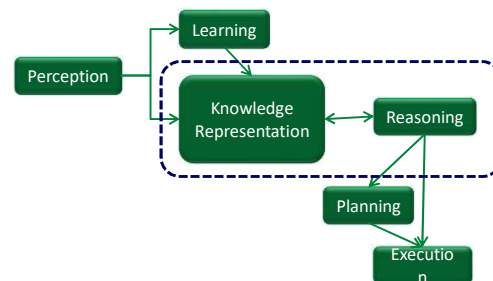 Learning
Perception
Knowledge
Representation
Reasoning
Planning
Executio
n